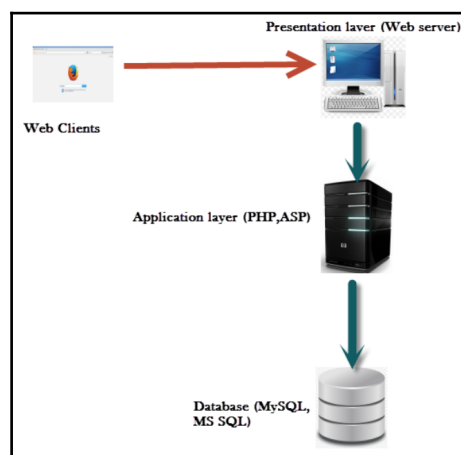 Presentation layer (Web server)
Web Clients
Application layer (PHP,ASP)
Database (MySQL,
MS SQL)